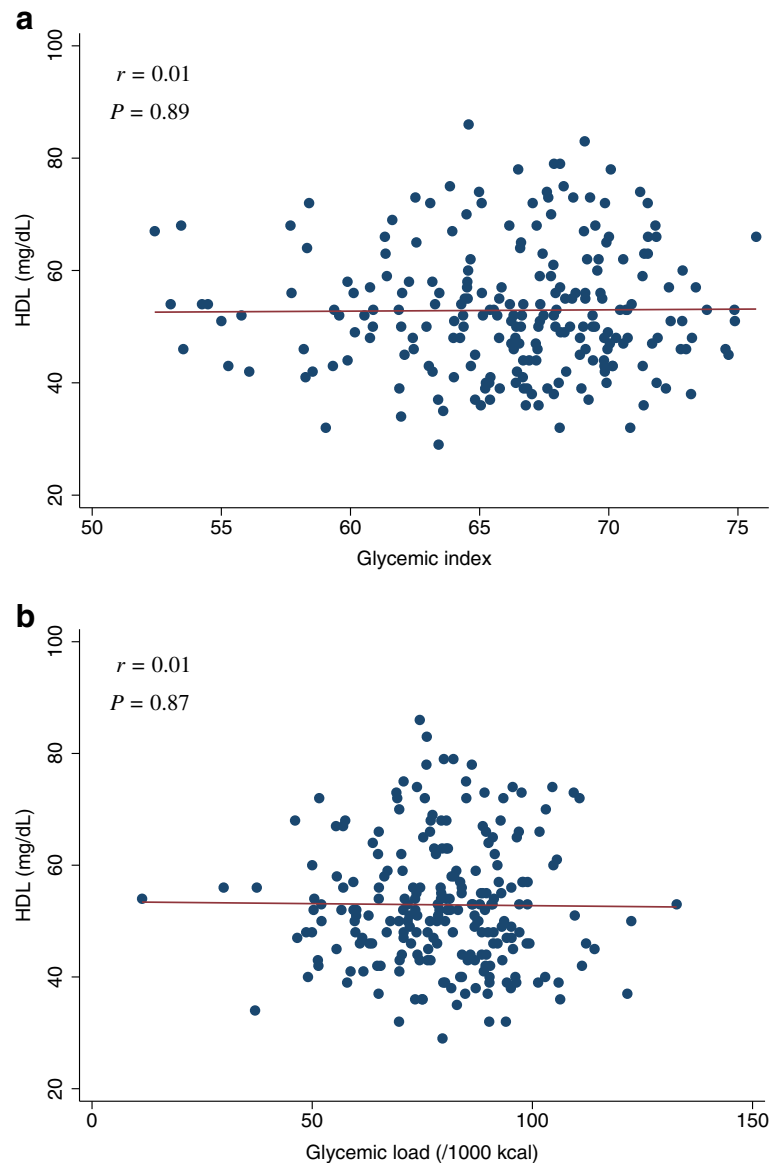 a
r = 0.01
P = 0.89
100
80
60
40
20
HDL (mg/dL)
50 55 60 65 70 75
Glycemic index
b
r = 0.01
P = 0.87
100
80
60
40
20
HDL (mg/dL)
0 50 100 150
Glycemic load (/1000 kcal)